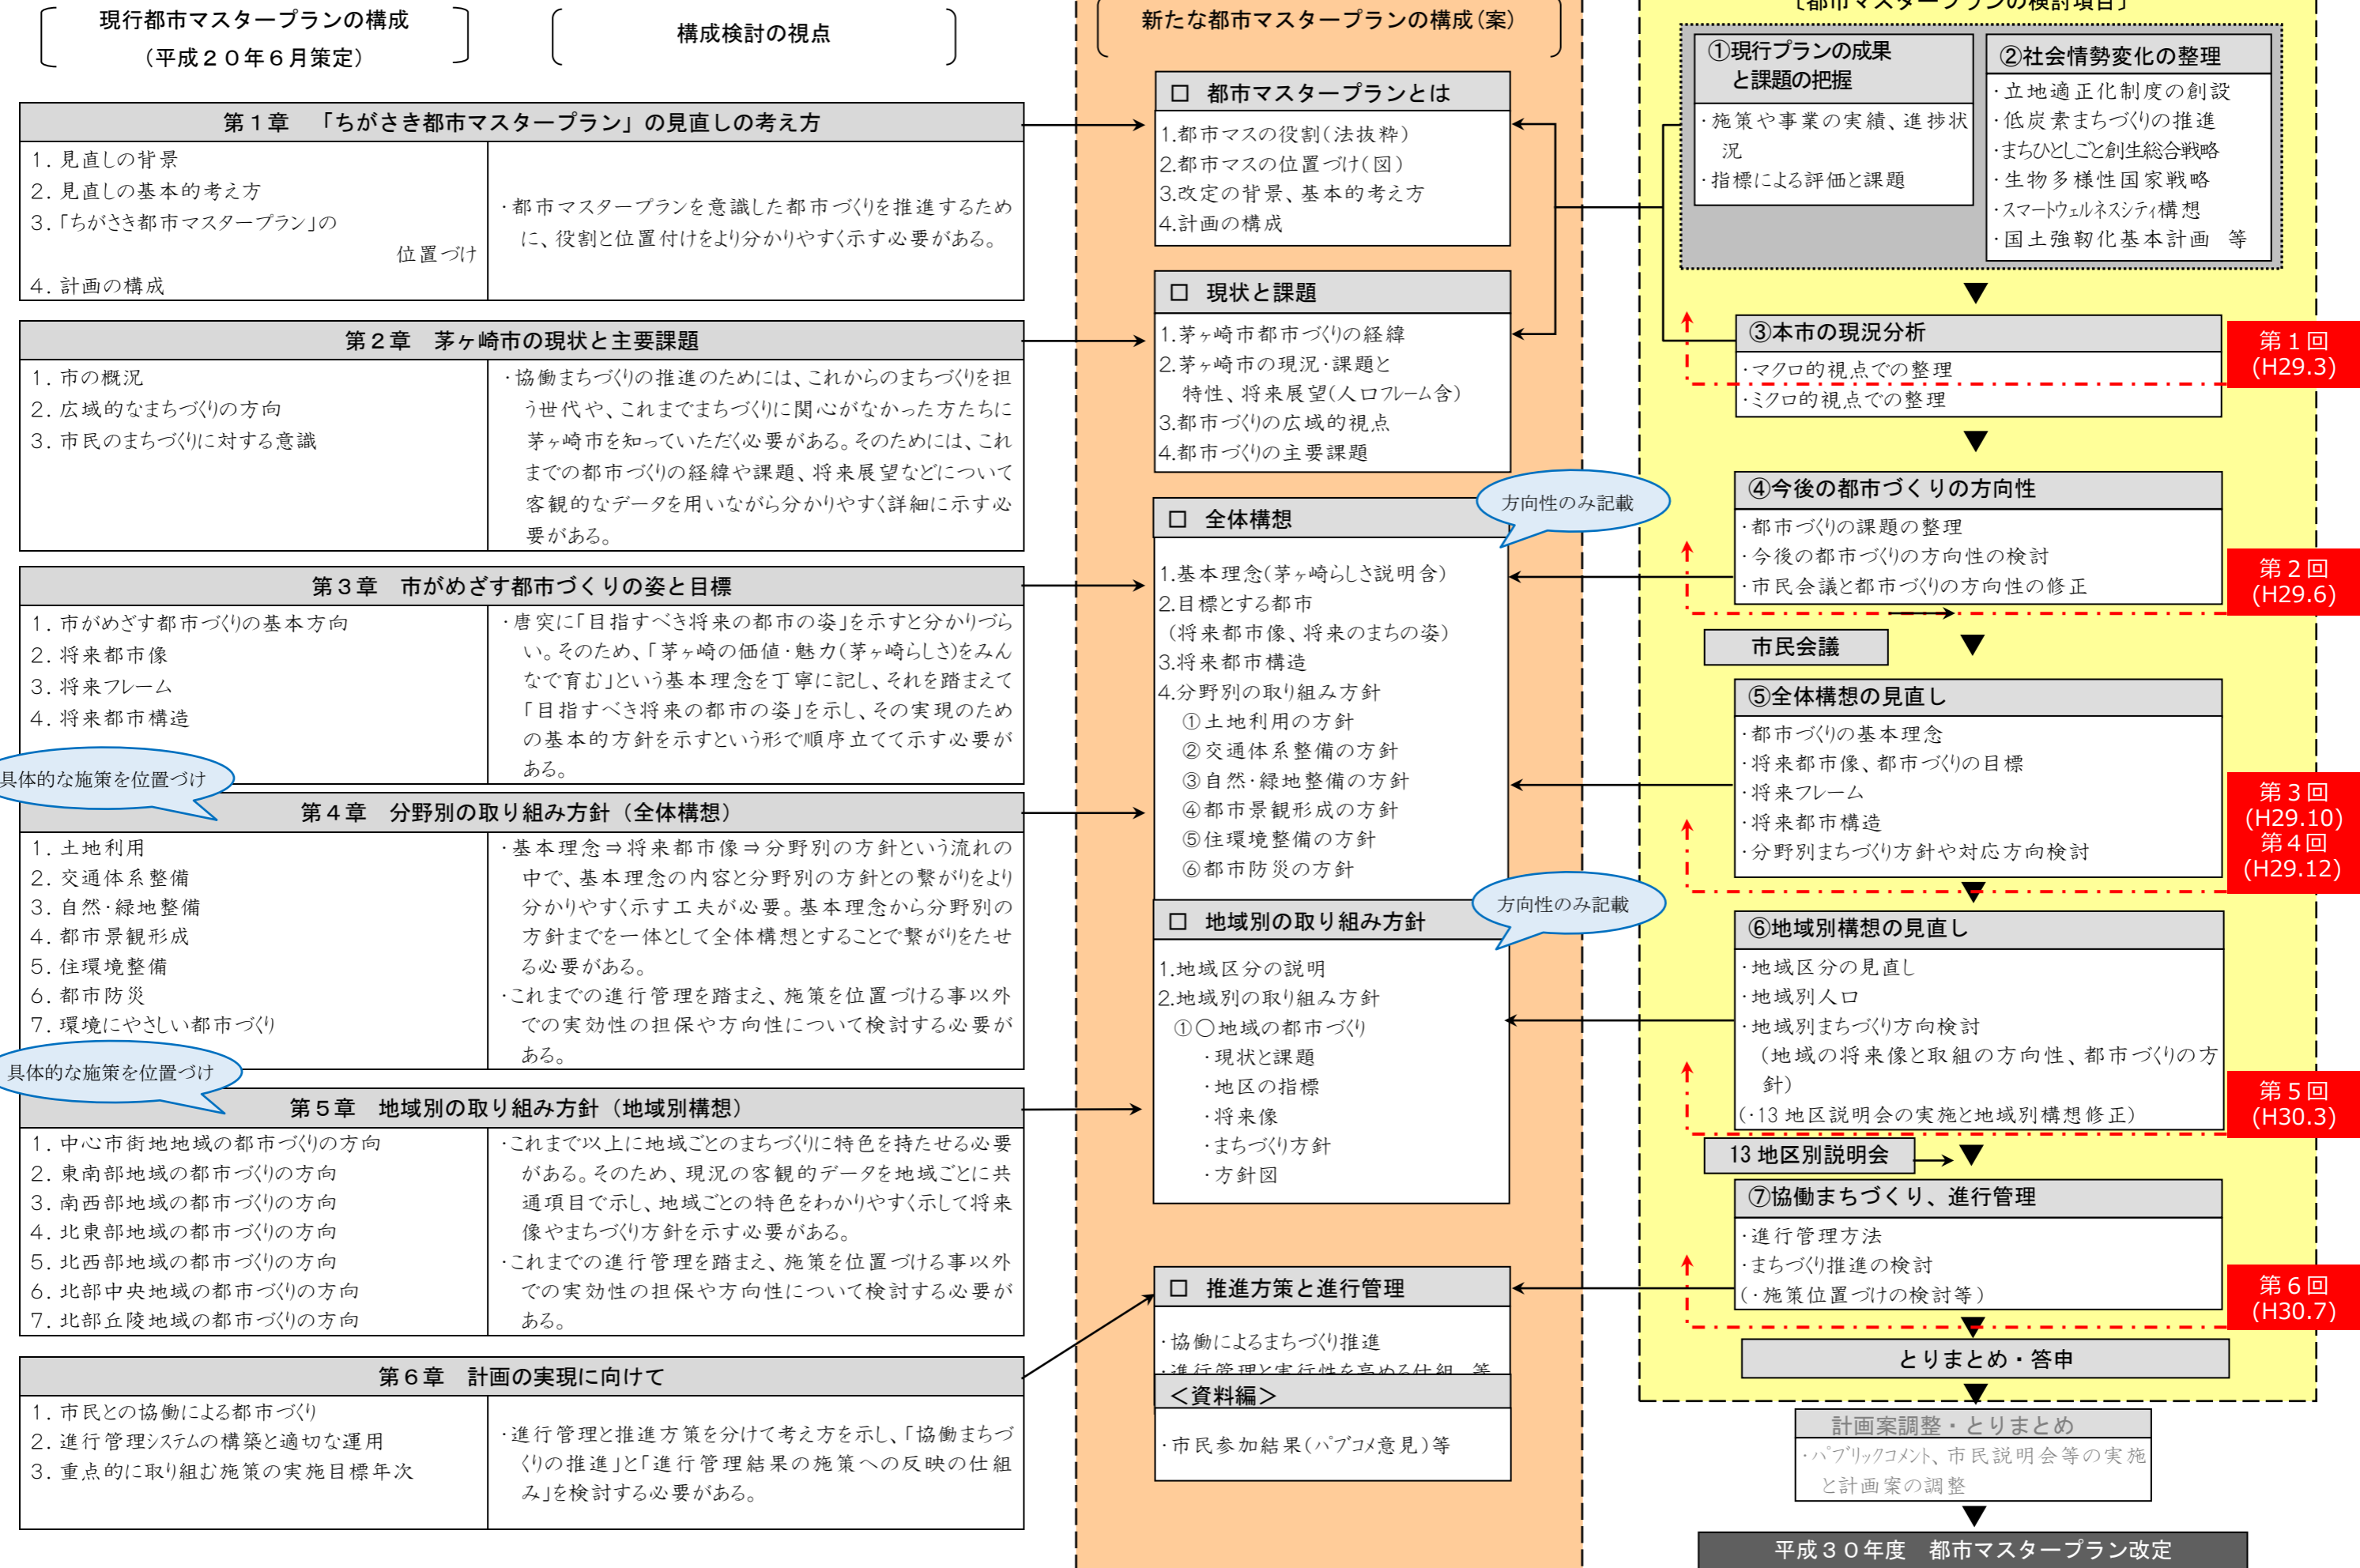 現行都市マスタープランの構成
（平成２０年６月策定）
構成検討の視点
第１章　「ちがさき都市マスタープラン」の見直しの考え方
1．見直しの背景
2．見直しの基本的考え方
3．「ちがさき都市マスタープラン」の
位置づけ
4．計画の構成
・都市マスタープランを意識した都市づくりを推進するため
に、役割と位置付けをより分かりやすく示す必要がある。
第２章　茅ヶ崎市の現状と主要課題
1．市の概況
2．広域的なまちづくりの方向
3．市民のまちづくりに対する意識
・協働まちづくりの推進のためには、これからのまちづくりを担
う世代や、これまでまちづくりに関心がなかった方たちに
茅ヶ崎市を知っていただく必要がある。そのためには、これ
までの都市づくりの経緯や課題、将来展望などについて
客観的なデータを用いながら分かりやすく詳細に示す必
要がある。
第３章　市がめざす都市づくりの姿と目標
1．市がめざす都市づくりの基本方向
2．将来都市像
3．将来フレーム
4．将来都市構造
・唐突に「目指すべき将来の都市の姿」を示すと分かりづら
い。そのため、「茅ヶ崎の価値・魅力（茅ヶ崎らしさ）をみん
なで育む」という基本理念を丁寧に記し、それを踏まえて
「目指すべき将来の都市の姿」を示し、その実現のため
の基本的方針を示すという形で順序立てて示す必要が
ある。
具体的な施策を位置づけ
第４章　分野別の取り組み方針（全体構想）
1．土地利用
2．交通体系整備
3．自然・緑地整備
4．都市景観形成
5．住環境整備
6．都市防災
7．環境にやさしい都市づくり
・基本理念⇒将来都市像⇒分野別の方針という流れの
中で、基本理念の内容と分野別の方針との繋がりをより
分かりやすく示す工夫が必要。基本理念から分野別の
方針までを一体として全体構想とすることで繋がりをたせ
る必要がある。
・これまでの進行管理を踏まえ、施策を位置づける事以外
での実効性の担保や方向性について検討する必要が
ある。
具体的な施策を位置づけ
第５章　地域別の取り組み方針（地域別構想）
1．中心市街地地域の都市づくりの方向
2．東南部地域の都市づくりの方向
3．南西部地域の都市づくりの方向
4．北東部地域の都市づくりの方向
5．北西部地域の都市づくりの方向
6．北部中央地域の都市づくりの方向
7．北部丘陵地域の都市づくりの方向
・これまで以上に地域ごとのまちづくりに特色を持たせる必要
がある。そのため、現況の客観的データを地域ごとに共
通項目で示し、地域ごとの特色をわかりやすく示して将来
像やまちづくり方針を示す必要がある。
・これまでの進行管理を踏まえ、施策を位置づける事以外
での実効性の担保や方向性について検討する必要が
ある。
第６章　計画の実現に向けて
1．市民との協働による都市づくり
2．進行管理システムの構築と適切な運用
3．重点的に取り組む施策の実施目標年次
・進行管理と推進方策を分けて考え方を示し、「協働まちづ
くりの推進」と「進行管理結果の施策への反映の仕組
み」を検討する必要がある。
新たな都市マスタープランの構成（案）
□　都市マスタープランとは
1.都市マスの役割（法抜粋）
2.都市マスの位置づけ（図）
3.改定の背景、基本的考え方
4.計画の構成
□　現状と課題
1.茅ヶ崎市都市づくりの経緯
2.茅ヶ崎市の現況・課題と
特性、将来展望（人口フレーム含）
3.都市づくりの広域的視点
4.都市づくりの主要課題
方向性のみ記載
□　全体構想
1.基本理念（茅ヶ崎らしさ説明含）
2.目標とする都市
（将来都市像、将来のまちの姿）
3.将来都市構造
4.分野別の取り組み方針
①土地利用の方針
②交通体系整備の方針
③自然・緑地整備の方針
④都市景観形成の方針
⑤住環境整備の方針
⑥都市防災の方針
方向性のみ記載
□　地域別の取り組み方針
1.地域区分の説明
2.地域別の取り組み方針
①〇地域の都市づくり
・現状と課題
・地区の指標
・将来像
・まちづくり方針
・方針図
□　推進方策と進行管理
・協働によるまちづくり推進
・進行管理と実行性を高める仕組　等
＜資料編＞
・市民参加結果（パブコメ意見）等
〔都市マスタープランの検討項目〕
①現行プランの成果
と課題の把握
・施策や事業の実績、進捗状
況
・指標による評価と課題
②社会情勢変化の整理
・立地適正化制度の創設
・低炭素まちづくりの推進
・まちひとしごと創生総合戦略
・生物多様性国家戦略
・スマートウェルネスシティ構想
・国土強靭化基本計画　等
③本市の現況分析
・マクロ的視点での整理
・ミクロ的視点での整理
第１回
(H29.3)
④今後の都市づくりの方向性
・都市づくりの課題の整理
・今後の都市づくりの方向性の検討
・市民会議と都市づくりの方向性の修正
第２回
(H29.6)
市民会議
⑤全体構想の見直し
・都市づくりの基本理念
・将来都市像、都市づくりの目標
・将来フレーム
・将来都市構造
・分野別まちづくり方針や対応方向検討
第３回
(H29.10)
第４回
(H29.12)
⑥地域別構想の見直し
・地域区分の見直し
・地域別人口
・地域別まちづくり方向検討
（地域の将来像と取組の方向性、都市づくりの方
針）
（・13 地区説明会の実施と地域別構想修正）
第５回
(H30.3)
13 地区別説明会
⑦協働まちづくり、進行管理
・進行管理方法
・まちづくり推進の検討
（・施策位置づけの検討等）
第６回
(H30.7)
とりまとめ・答申
計画案調整・とりまとめ
・パブリックコメント、市民説明会等の実施
と計画案の調整
平成３０年度　都市マスタープラン改定